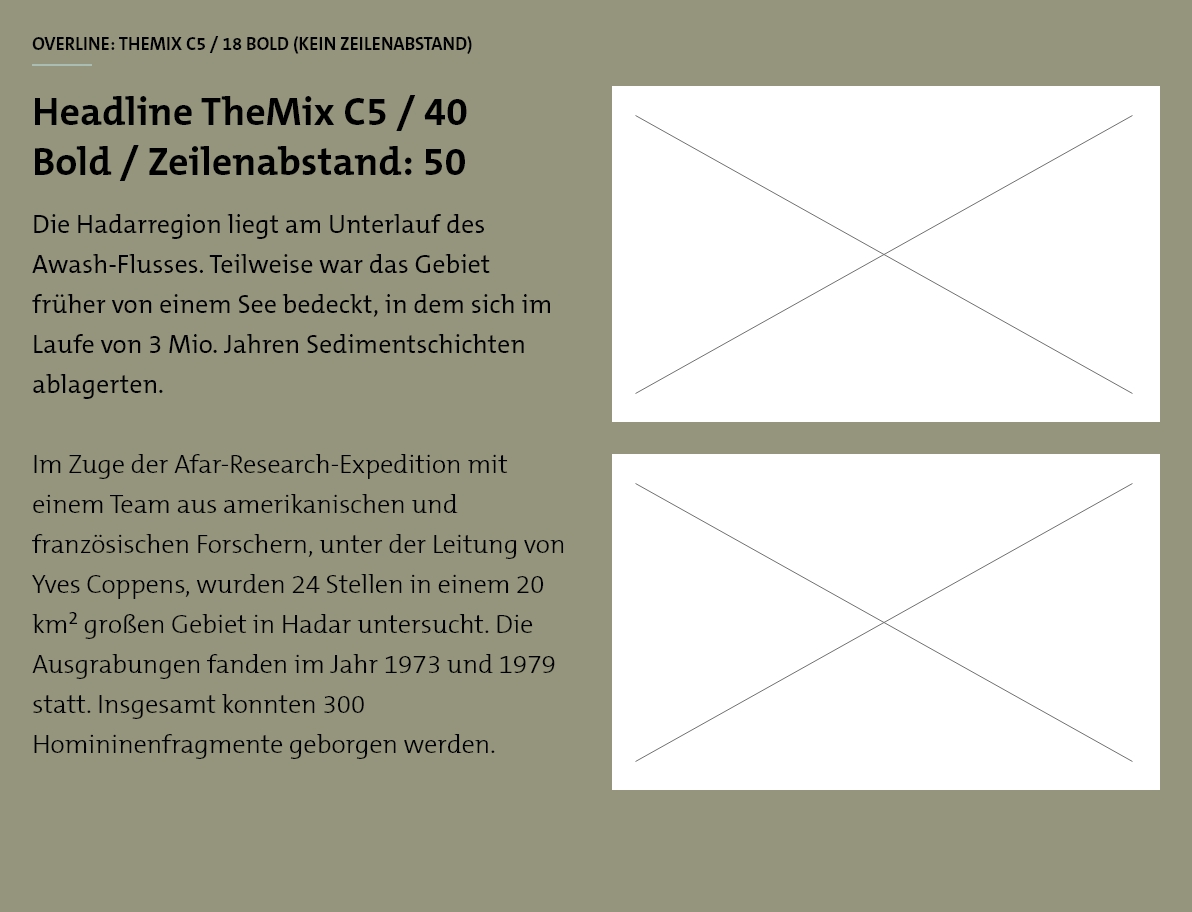 OVERLINE: THEMIX C5 / 18 BOLD (KEIN ZEILENABSTAND)
Headline TheMix C5 / 40
Bold / Zeilenabstand: 50
Die Hadarregion liegt am Unterlauf des
Awash-Flusses. Teilweise war das Gebiet
früher von einem See bedeckt, in dem sich im
Laufe von 3 Mio. Jahren Sedimentschichten
ablagerten.
Im Zuge der Afar-Research-Expedition mit
einem Team aus amerikanischen und
französischen Forschern, unter der Leitung von
Yves Coppens, wurden 24 Stellen in einem 20
km² großen Gebiet in Hadar untersucht. Die
Ausgrabungen fanden im Jahr 1973 und 1979
statt. Insgesamt konnten 300
Homininenfragmente geborgen werden.